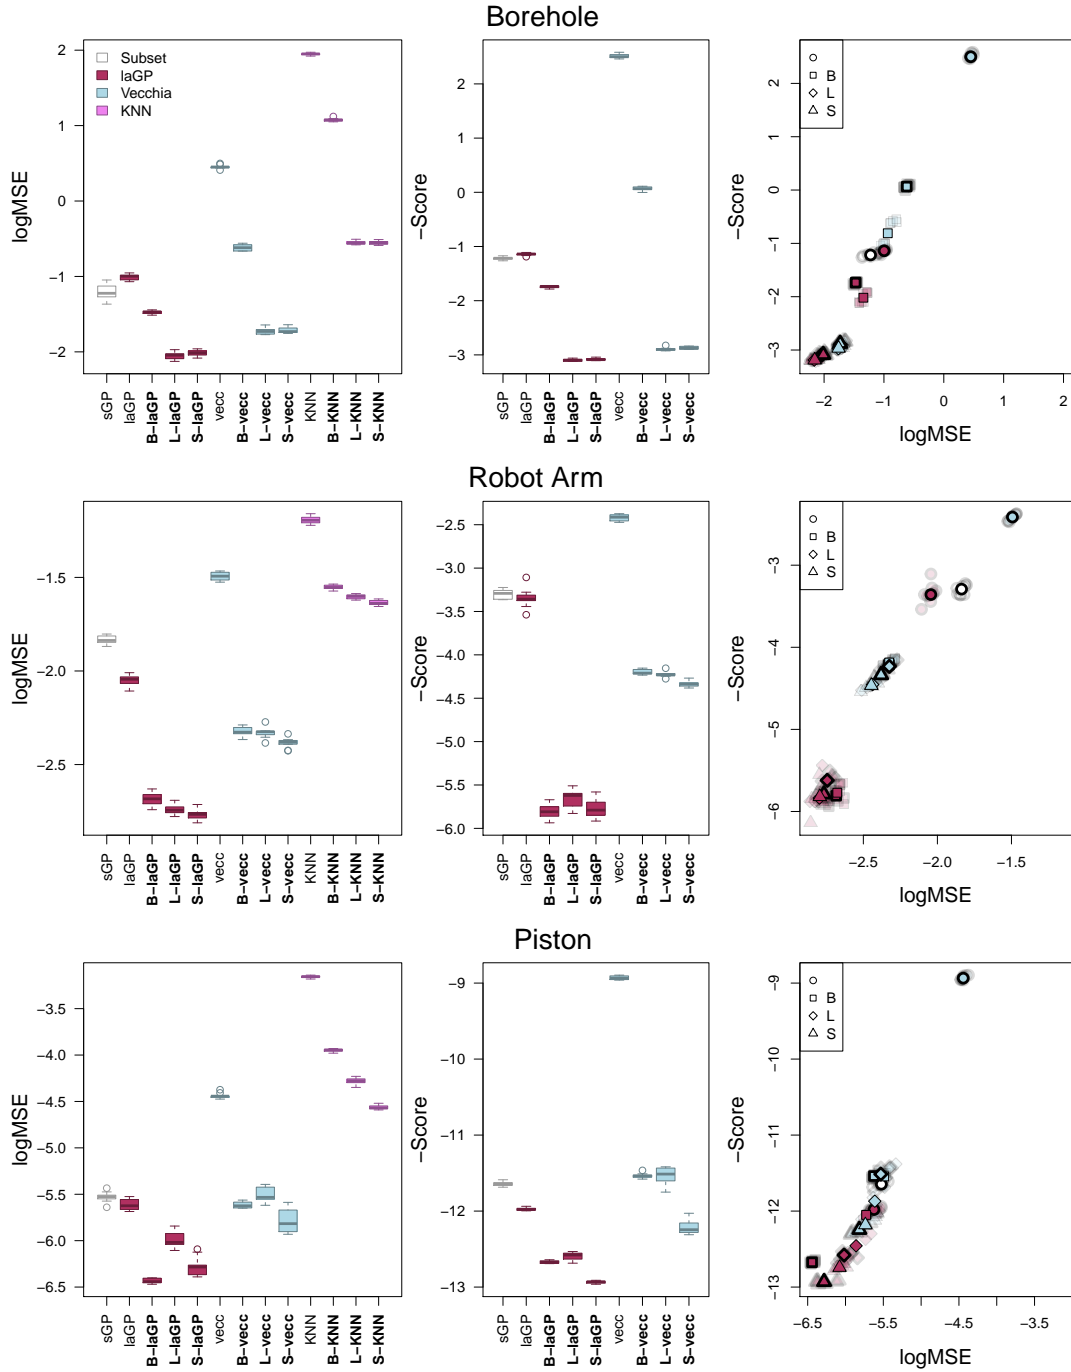 Borehole
logMSE
2
1
0
−1
−2
Subset
laGP
Vecchia
KNN
sGP
laGP
B−laGP
L−laGP
S−laGP
vecc
B−vecc
L−vecc
S−vecc
KNN
B−KNN
L−KNN
S−KNN
−Score
2
1
0
−1
−2
−3
sGP
laGP
B−laGP
L−laGP
S−laGP
vecc
B−vecc
L−vecc
S−vecc
−Score
2
1
0
−1
−2
−3
B
L
S
−2
−1
0
1
2
logMSE
Robot Arm
logMSE
−1.5
−2.0
−2.5
sGP
laGP
B−laGP
L−laGP
S−laGP
vecc
B−vecc
L−vecc
S−vecc
KNN
B−KNN
L−KNN
S−KNN
−Score
−2.5
−3.0
−3.5
−4.0
−4.5
−5.0
−5.5
−6.0
sGP
laGP
B−laGP
L−laGP
S−laGP
vecc
B−vecc
L−vecc
S−vecc
−Score
−3
−4
−5
−6
B
L
S
−2.5
−2.0
−1.5
logMSE
Piston
logMSE
−3.5
−4.0
−4.5
−5.0
−5.5
−6.0
−6.5
sGP
laGP
B−laGP
L−laGP
S−laGP
vecc
B−vecc
L−vecc
S−vecc
KNN
B−KNN
L−KNN
S−KNN
−Score
−9
−10
−11
−12
−13
sGP
laGP
B−laGP
L−laGP
S−laGP
vecc
B−vecc
L−vecc
S−vecc
−Score
−9
−10
−11
−12
−13
B
L
S
−6.5
−5.5
−4.5
−3.5
logMSE